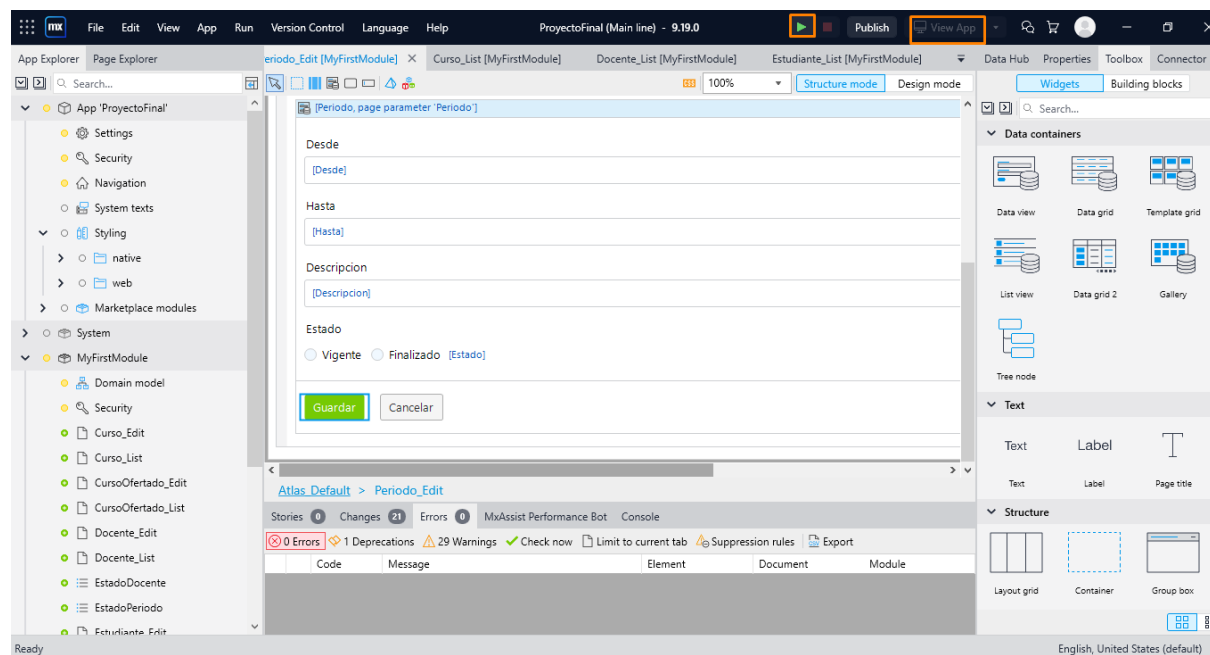 mx File Edit View App Run Version Control Language Help ProyectoFinal (Main line) - 9.19.0 Publish View App
App Explorer Page Explorer
eriodo_Edit [MyFirstModule] Curso_List [MyFirstModule] Docente_List [MyFirstModule] Estudiante_List [MyFirstModule]
Data Hub Properties Toolbox Connector
Search...
100% Structure mode Design mode
Widgets Building blocks
App 'ProyectoFinal'
Settings
Security
Navigation
System texts
Styling
native
web
Marketplace modules
System
MyFirstModule
Domain model
Security
Curso_Edit
Curso_List
CursoOfertado_Edit
CursoOfertado_List
Docente_Edit
Docente_List
EstadoDocente
EstadoPeriodo
Estudiante_Edit
[Periodo, page parameter 'Periodo']
Desde
[Desde]
Hasta
[Hasta]
Descripcion
[Descripcion]
Estado
Vigente Finalizado [Estado]
Guardar Cancelar
Atlas_Default > Periodo_Edit
Stories 0 Changes 21 Errors 0 MxAssist Performance Bot Console
0 Errors 1 Deprecations 29 Warnings Check now Limit to current tab Suppression rules Export
Code Message Element Document Module
Search...
Data containers
Data view Data grid Template grid
List view Data grid 2 Gallery
Tree node
Text
Text Label
Text Label Page title
Structure
Layout grid Container Group box
Ready English, United States (default)